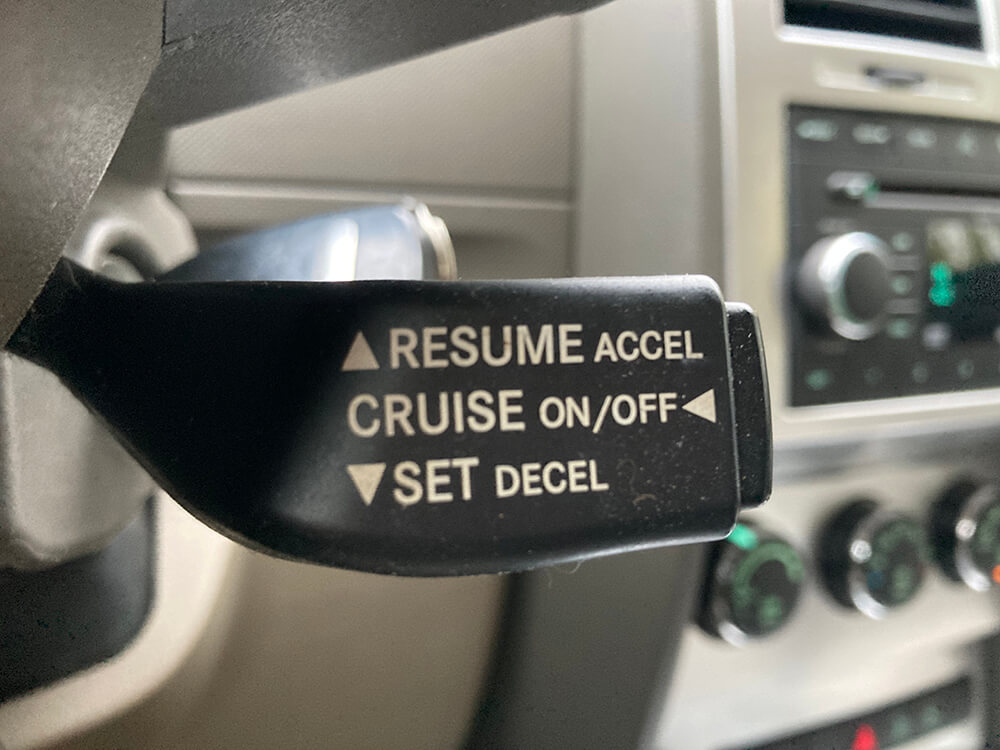 ▲RESUME ACCEL
CRUISE ON/OFF◀
▼SET DECEL